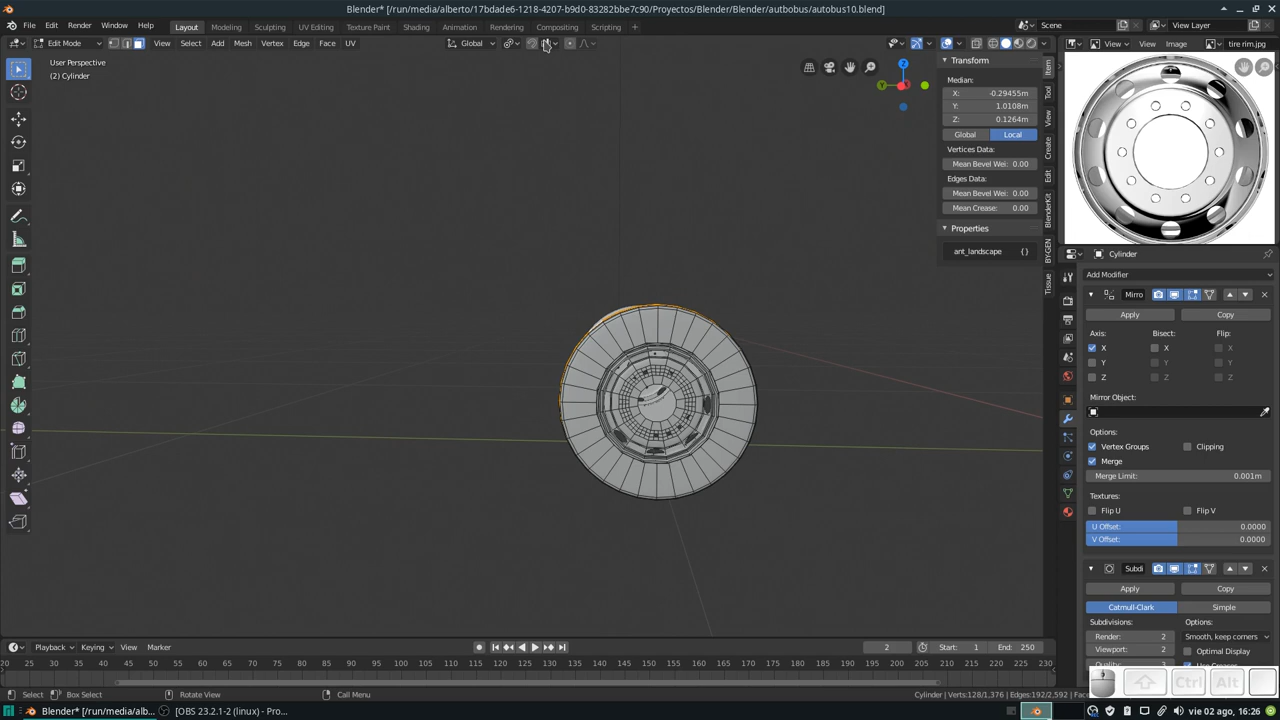 Blender* [/run/media/alberto/17bdade6-1218-4207-b9d0-83282bbe7c90/Proyectos/Blender/Blender/autbobus/autobus10.blend]
File Edit Render Window Help Layout Modeling Sculpting UV Editing Texture Paint Shading Animation Rendering Compositing Scripting + Scene View Layer
Edit Mode View Select Add Mesh Vertex Edge Face UV Global View View Image tire rim.jpg
User Perspective
(2) Cylinder
Z
Y
Transform
Median:
X: -0.29455m
Y: 1.0108m
Z: 0.1264m
Global Local
Vertices Data:
Mean Bevel Wei: 0.00
Edges Data:
Mean Bevel Wei: 0.00
Mean Crease: 0.00
Properties
ant_landscape
Item
Tool
View
Create
Edit
BlenderKit
BY-GEN
Tissue
Cylinder
Add Modifier
Mirro
Apply Copy
Axis: Bisect: Flip:
X X X
Y Y Y
Z Z Z
Mirror Object:
Options:
Vertex Groups Clipping
Merge
Merge Limit: 0.001m
Textures:
Flip U Flip V
U Offset: 0.0000
V Offset: 0.0000
Subdi
Apply Copy
Catmull-Clark Simple
Subdivisions: Options:
Render: 2 Smooth, keep corners
Viewport: 2 Optimal Display
Ctrl Alt
Playback Keying View Marker 2 Start: 1 End: 250
20 0 5 10 15 20 25 30 35 40 45 50 55 60 65 70 75 80 85 90 95 100 105 110 115 120 125 130 135 140 145 150 155 160 165 170 175 180 185 190 195 200 205 210 215 220 225 230
Select Box Select Rotate View Call Menu Cylinder | Verts:128/1,376 | Edges:192/2,592 |
Blender* [/run/media/alb... [OBS 23.2.1-2 (linux) - Pro... vie 02 ago, 16:26